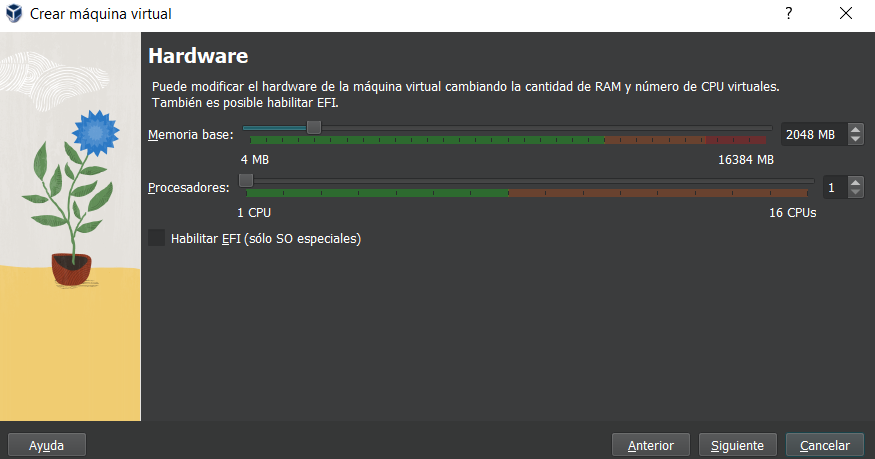 Crear máquina virtual
?
Hardware
Puede modificar el hardware de la máquina virtual cambiando la cantidad de RAM y número de CPU virtuales.
También es posible habilitar EFI.
Memoria base:
2048 MB
4 MB
16384 MB
Procesadores:
1
1 CPU
16 CPUs
Habilitar EFI (sólo SO especiales)
Ayuda
Anterior
Siguiente
Cancelar